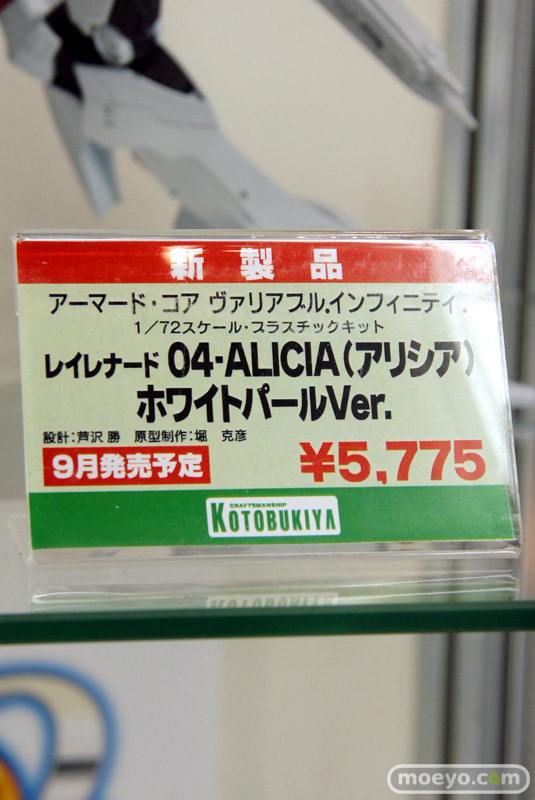 新製品
アーマード・コア ヴァリアブル.インフィニティ.
1/72スケール・プラスチックキット
レイレナード 04-ALICIA(アリシア)
ホワイトパールVer.
設計:芦沢 勝 原型制作:堀 克彦
9月発売予定 ¥5,775
CRAFTSMANSHIP
KOTOBUKIYA
moeyo.com